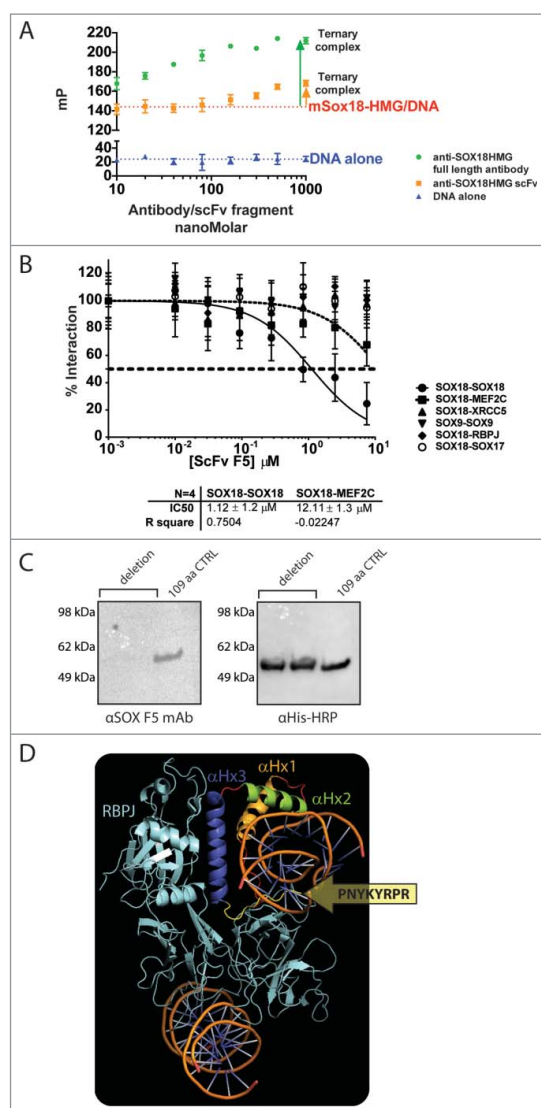 A
220
200
180
160
140
120
20
0
mP
Ternary
complex
Ternary
complex
mSox18-HMG/DNA
DNA alone
10
100
1000
Antibody/scFv fragment
nanoMolar
anti-SOX18HMG
full length antibody
anti-SOX18HMG scFv
DNA alone
B
120
100
80
60
40
20
0
% Interaction
10-3
10-2
10-1
100
101
[ScFv F5] μM
SOX18-SOX18
SOX18-MEF2C
SOX18-XRCC5
SOX9-SOX9
SOX18-RBPJ
SOX18-SOX17
N=4 SOX18-SOX18 SOX18-MEF2C
IC50 1.12 ± 1.2 μM 12.11 ± 1.3 μM
R square 0.7504 -0.02247
C
deletion
109 aa CTRL
deletion
109 aa CTRL
98 kDa
62 kDa
49 kDa
98 kDa
62 kDa
49 kDa
αSOX F5 mAb
αHis-HRP
D
αHx1
αHx3
αHx2
RBPJ
PNYKYRPR